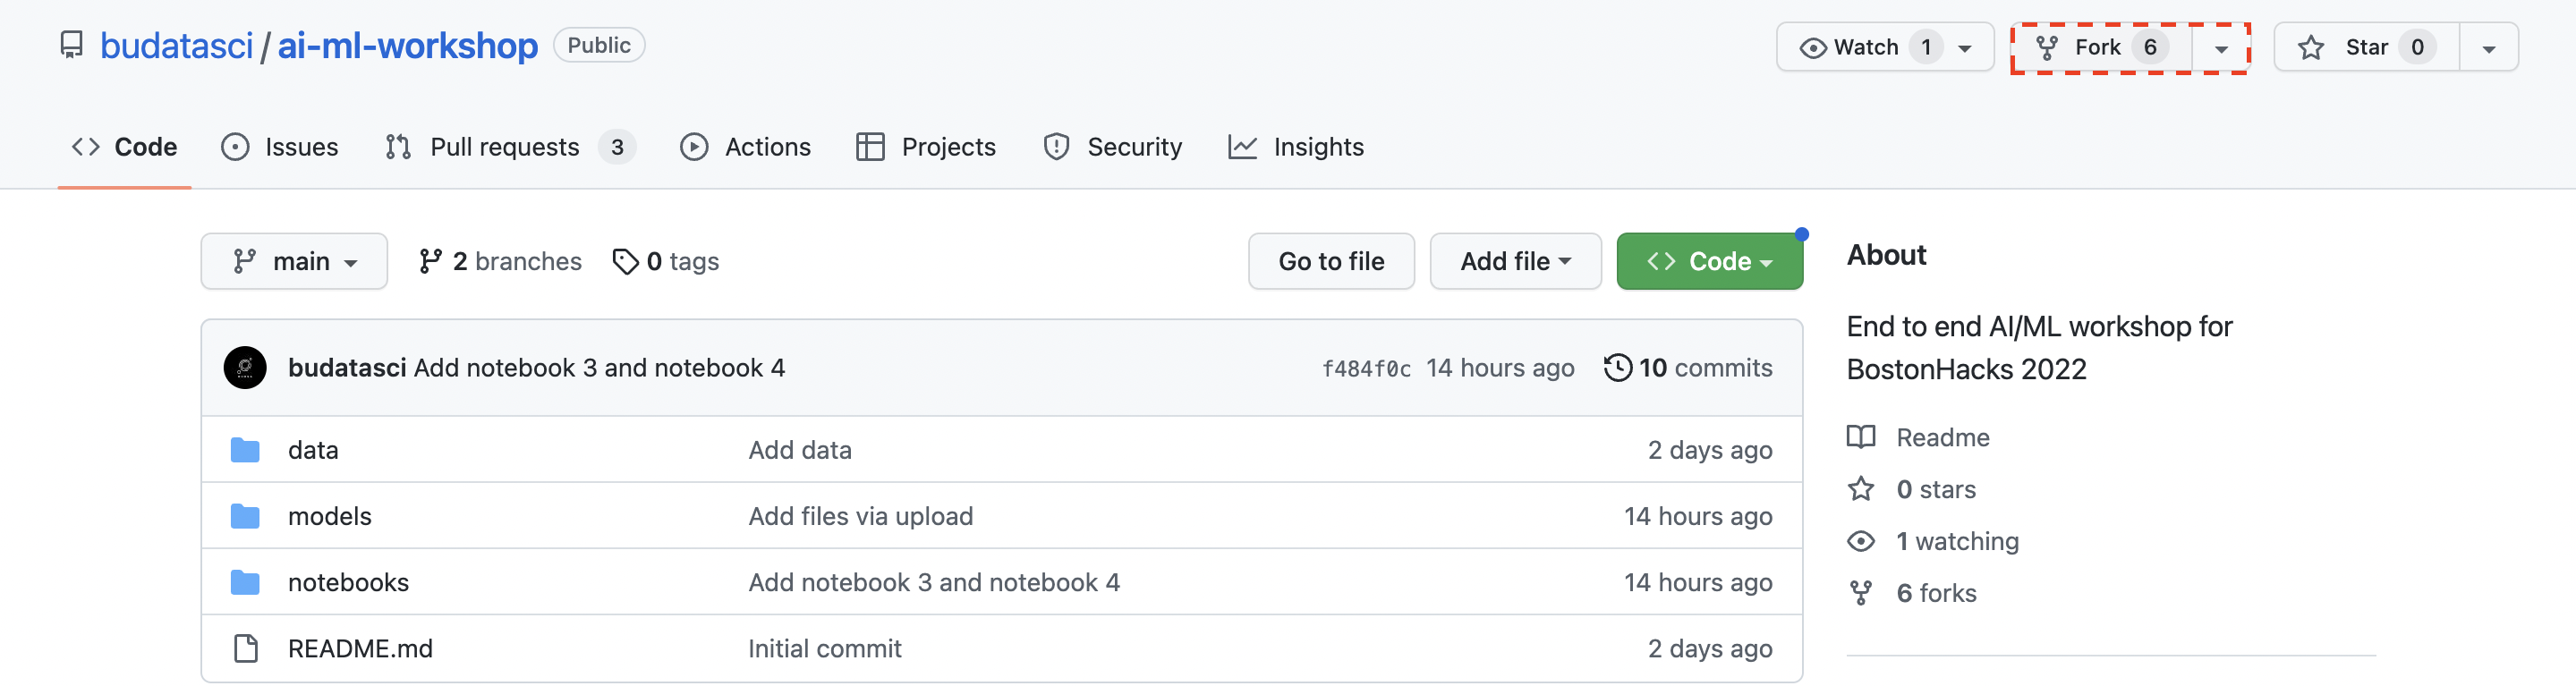 budatasci / ai-ml-workshop Public
Watch 1 Fork 6 Star 0
Code Issues Pull requests 3 Actions Projects Security Insights
main 2 branches 0 tags Go to file Add file Code
budatasci Add notebook 3 and notebook 4 f484f0c 14 hours ago 10 commits
data Add data 2 days ago
models Add files via upload 14 hours ago
notebooks Add notebook 3 and notebook 4 14 hours ago
README.md Initial commit 2 days ago
About
End to end AI/ML workshop for
BostonHacks 2022
Readme
0 stars
1 watching
6 forks